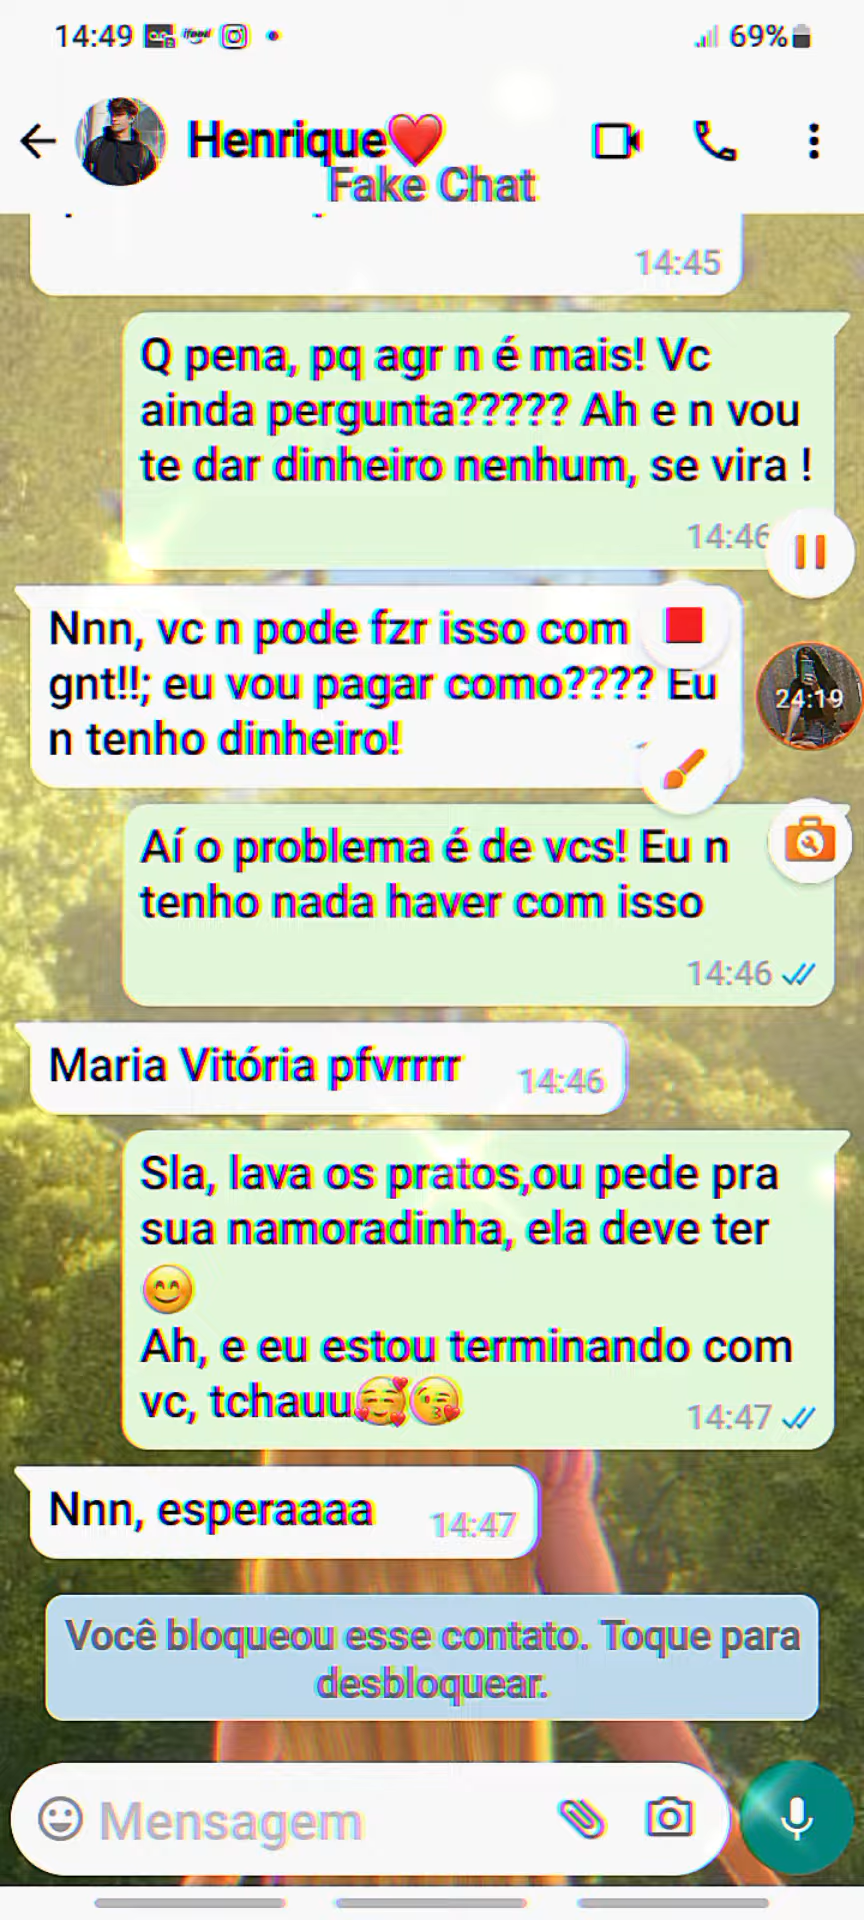 14:49
69%
Henrique❤️
Fake Chat
14:45
Q pena, pq agr n é mais! Vc
ainda pergunta????? Ah e n vou
te dar dinheiro nenhum, se vira !
14:46
Nnn, vc n pode fzr isso com
gnt!!; eu vou pagar como???? Eu
n tenho dinheiro!
24:19
Aí o problema é de vcs! Eu n
tenho nada haver com isso
14:46
Maria Vitória pfvrrrr
14:46
Sla, lava os pratos,ou pede pra
sua namoradinha, ela deve ter
😊
Ah, e eu estou terminando com
vc, tchauu🥰😘
14:47
Nnn, esperaaaa
14:47
Você bloqueou esse contato. Toque para
desbloquear.
Mensagem